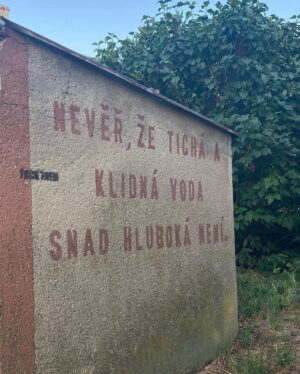 NEVĚŘ, ŽE TICHÁ A
KLIDNÁ VODA
SNAD HLUBOKÁ NENÍ.